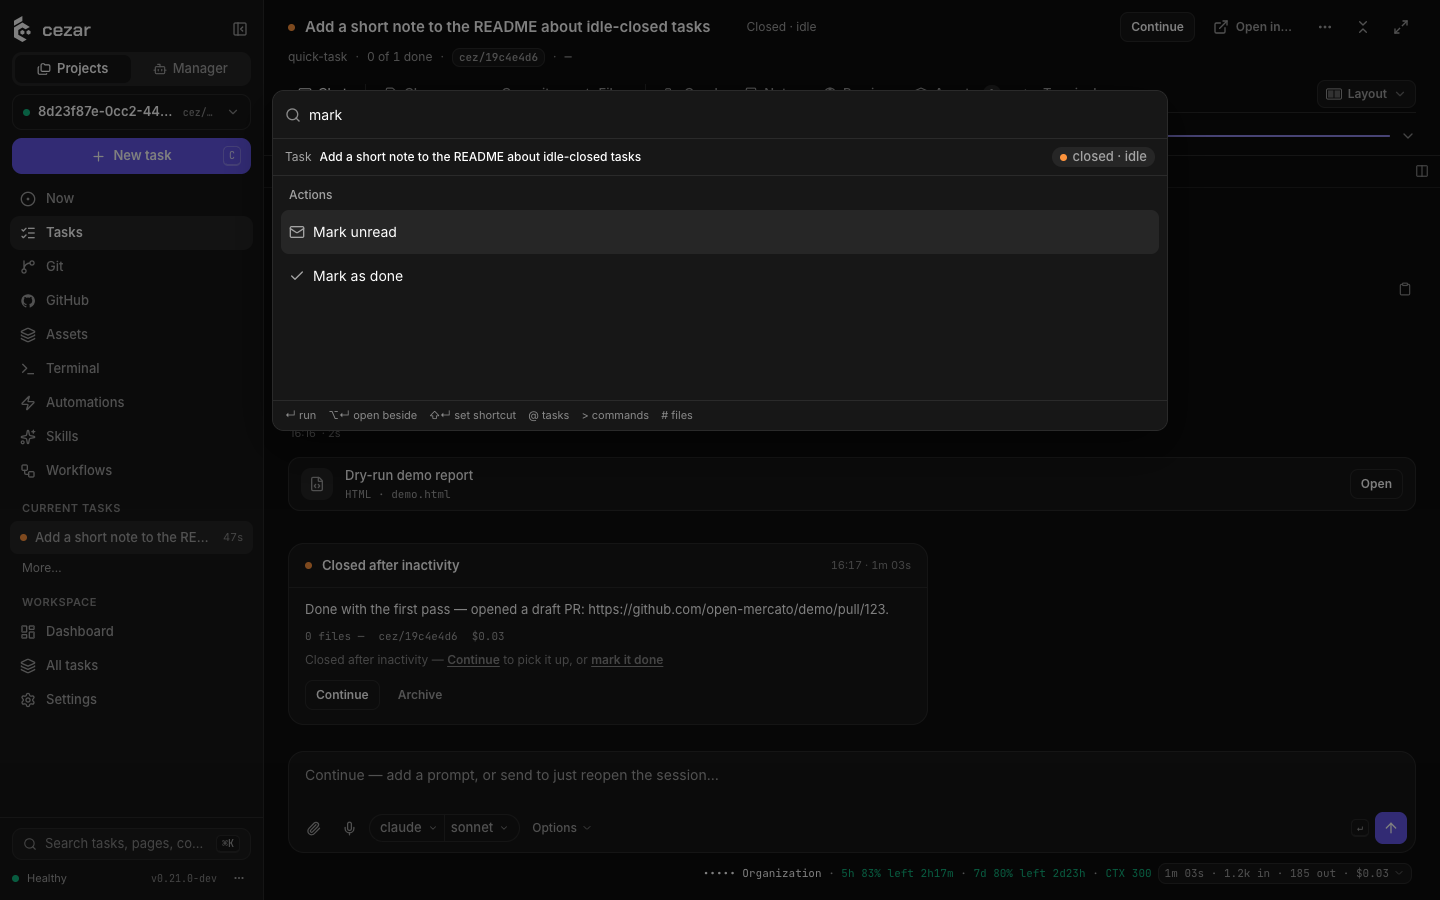 cezar
Projects
Manager
8d23f87e-0cc2-44... cez/...
+ New task C
Now
Tasks
Git
GitHub
Assets
Terminal
Automations
Skills
Workflows
CURRENT TASKS
Add a short note to the RE... 47s
More...
WORKSPACE
Dashboard
All tasks
Settings
Search tasks, pages, co... ⌘K
Healthy v0.21.0-dev ···
Add a short note to the README about idle-closed tasks Closed · idle
Continue Open in... ···
quick-task · 0 of 1 done · cez/19c4e4d6 · —
Layout
mark
Task Add a short note to the README about idle-closed tasks closed · idle
Actions
Mark unread
Mark as done
↵ run ⌥↵ open beside ⇧↵ set shortcut @ tasks > commands # files
16:16 · 2s
Dry-run demo report
HTML · demo.html
Open
Closed after inactivity 16:17 · 1m 03s
Done with the first pass — opened a draft PR: https://github.com/open-mercato/demo/pull/123.
0 files — cez/19c4e4d6 $0.03
Closed after inactivity — Continue to pick it up, or mark it done
Continue Archive
Continue — add a prompt, or send to just reopen the session...
claude sonnet Options ↵
••••• Organization · 5h 83% left 2h17m · 7d 80% left 2d23h · CTX 300 1m 03s · 1.2k in · 185 out · $0.03